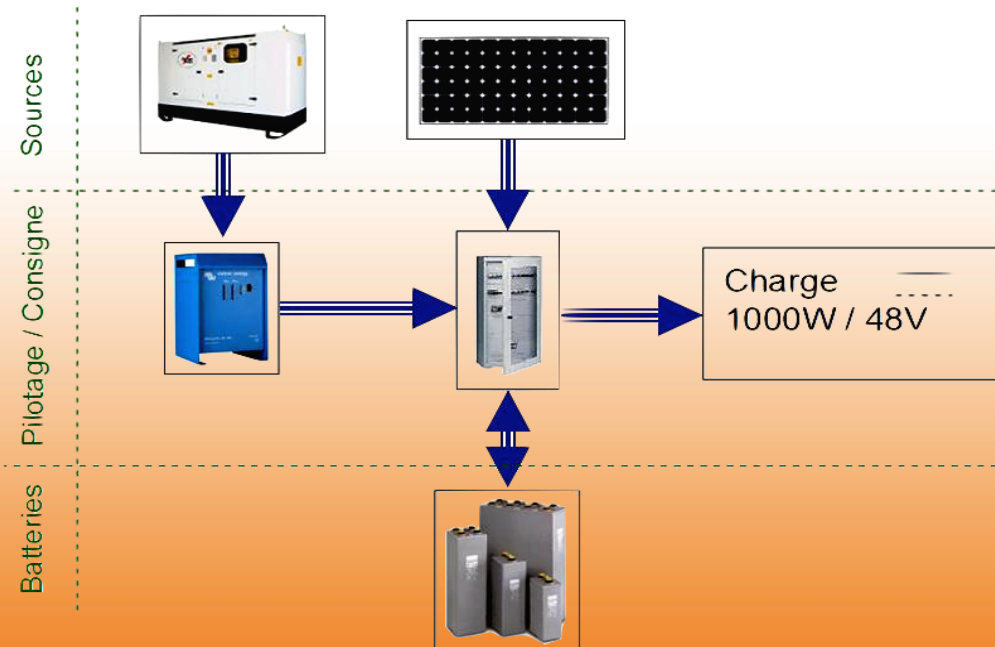 Sources
Pilotage / Consigne
Charge
1000W / 48V
Batteries